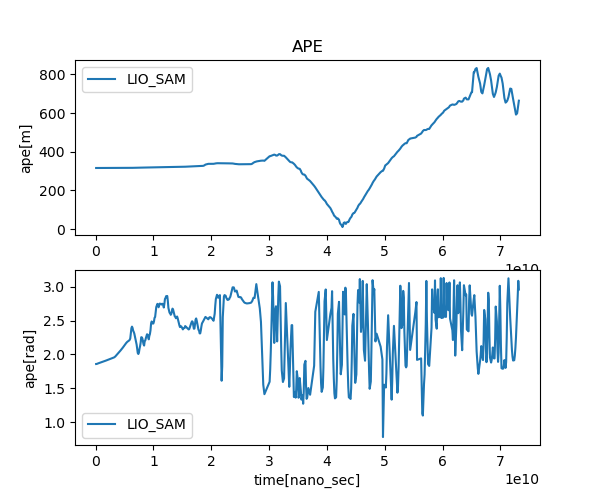 APE
LIO_SAM
ape[m]
800
600
400
200
0
0 1 2 3 4 5 6 7
1e10
LIO_SAM
ape[rad]
3.0
2.5
2.0
1.5
1.0
0 1 2 3 4 5 6 7
time[nano_sec]
1e10